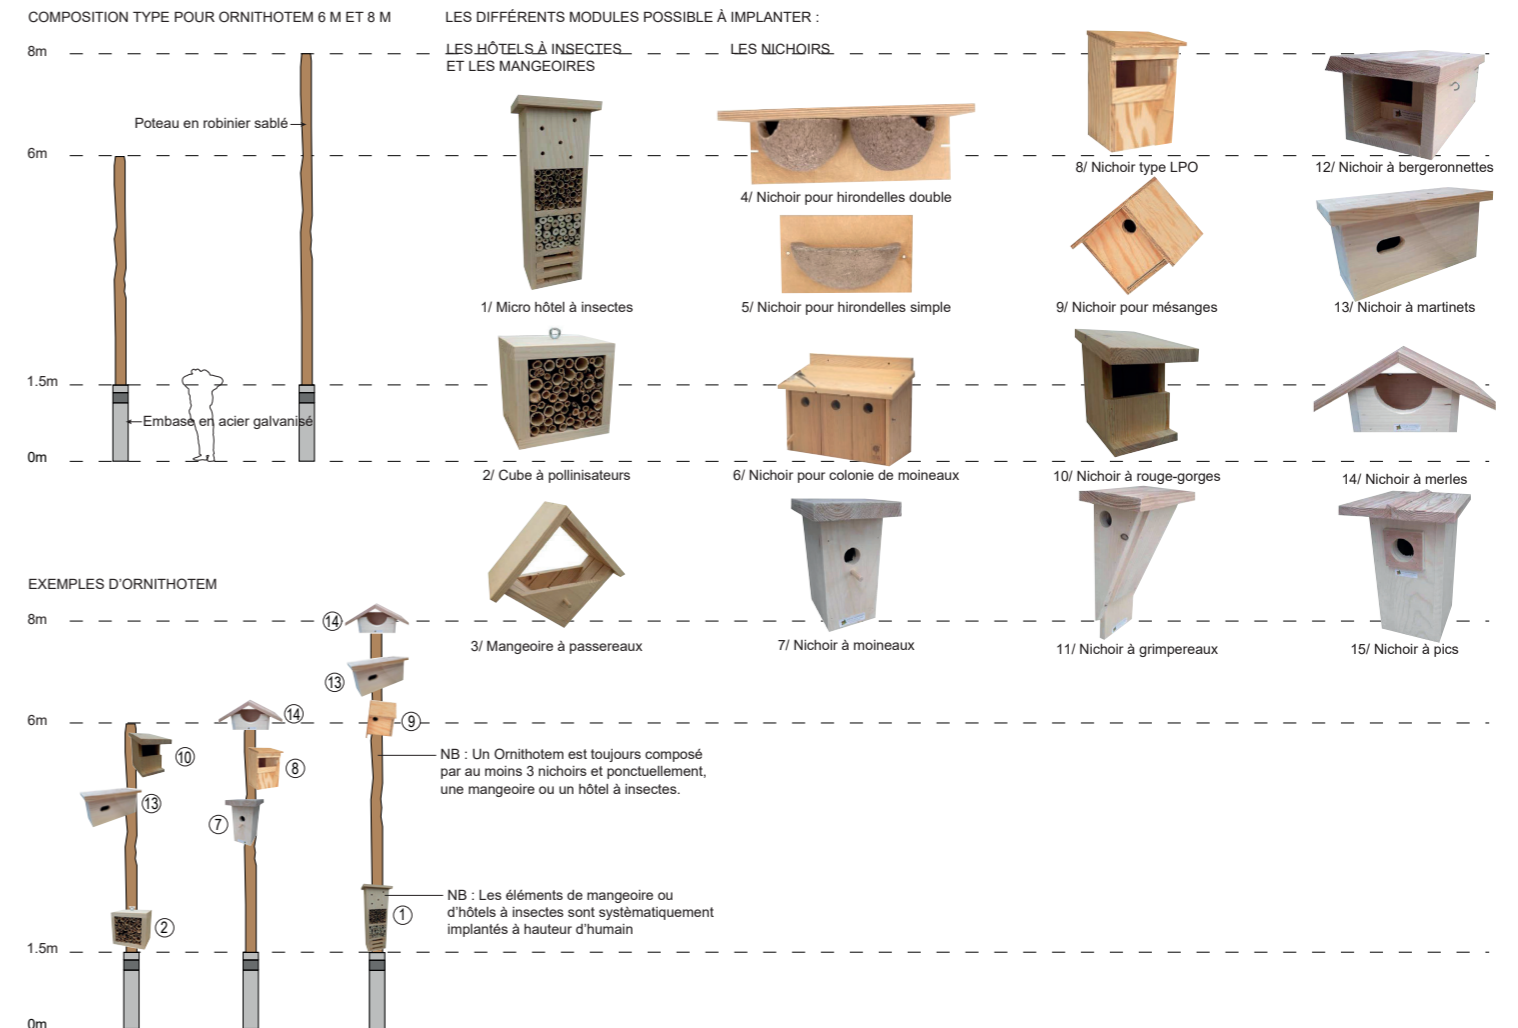 COMPOSITION TYPE POUR ORNITHOTEM 6 M ET 8 M
8m
Poteau en robinier sablé
6m
1.5m
Embase en acier galvanisé
0m
LES DIFFÉRENTS MODULES POSSIBLE À IMPLANTER :
LES HÔTELS À INSECTES
ET LES MANGEOIRES
LES NICHOIRS
1/ Micro hôtel à insectes
2/ Cube à pollinisateurs
3/ Mangeoire à passereaux
4/ Nichoir pour hirondelles double
5/ Nichoir pour hirondelles simple
6/ Nichoir pour colonie de moineaux
7/ Nichoir à moineaux
8/ Nichoir type LPO
9/ Nichoir pour mésanges
10/ Nichoir à rouge-gorges
11/ Nichoir à grimpereaux
12/ Nichoir à bergeronnettes
13/ Nichoir à martinets
14/ Nichoir à merles
15/ Nichoir à pics
EXEMPLES D'ORNITHOTEM
8m
14
13
6m
14
9
10
8
13
7
NB : Un Ornithotem est toujours composé
par au moins 3 nichoirs et ponctuellement,
une mangeoire ou un hôtel à insectes.
2
1
NB : Les éléments de mangeoire ou
d'hôtels à insectes sont systèmatiquement
implantés à hauteur d'humain
1.5m
0m